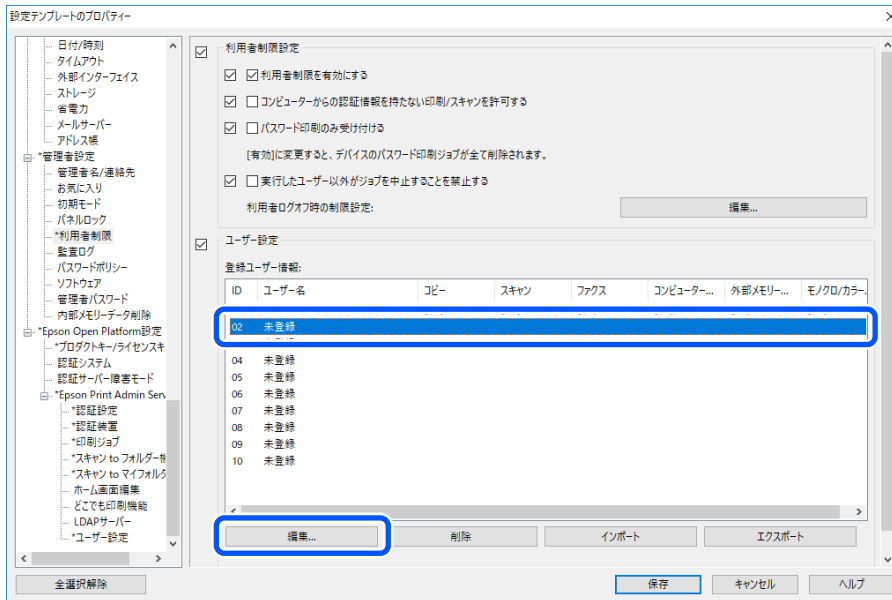 設定テンプレートのプロパティー
日付/時刻
タイムアウト
外部インターフェイス
ストレージ
省電力
メールサーバー
アドレス帳
*管理者設定
管理者名/連絡先
お気に入り
初期モード
パネルロック
*利用者制限
監査ログ
パスワードポリシー
ソフトウェア
管理者パスワード
内部メモリーデータ削除
*Epson Open Platform設定
*プロダクトキー/ライセンスキ
認証システム
認証サーバー障害モード
*Epson Print Admin Serv
*認証設定
*認証装置
*印刷ジョブ
*スキャン to フォルダー機
*スキャン to マイフォルダ
ホーム画面編集
どこでも印刷機能
LDAPサーバー
*ユーザー設定
全選択解除
利用者制限設定
利用者制限を有効にする
コンピューターからの認証情報を持たない印刷/スキャンを許可する
パスワード印刷のみ受け付ける
[有効]に変更すると、デバイスのパスワード印刷ジョブが全て削除されます。
実行したユーザー以外がジョブを中止することを禁止する
利用者ログオフ時の制限設定: 編集...
ユーザー設定
登録ユーザー情報:
ID ユーザー名 コピー スキャン ファクス コンピューター... 外部メモリー... モノクロ/カラー.
02 未登録
04 未登録
05 未登録
06 未登録
07 未登録
08 未登録
09 未登録
10 未登録
編集... 削除 インポート エクスポート
保存 キャンセル ヘルプ